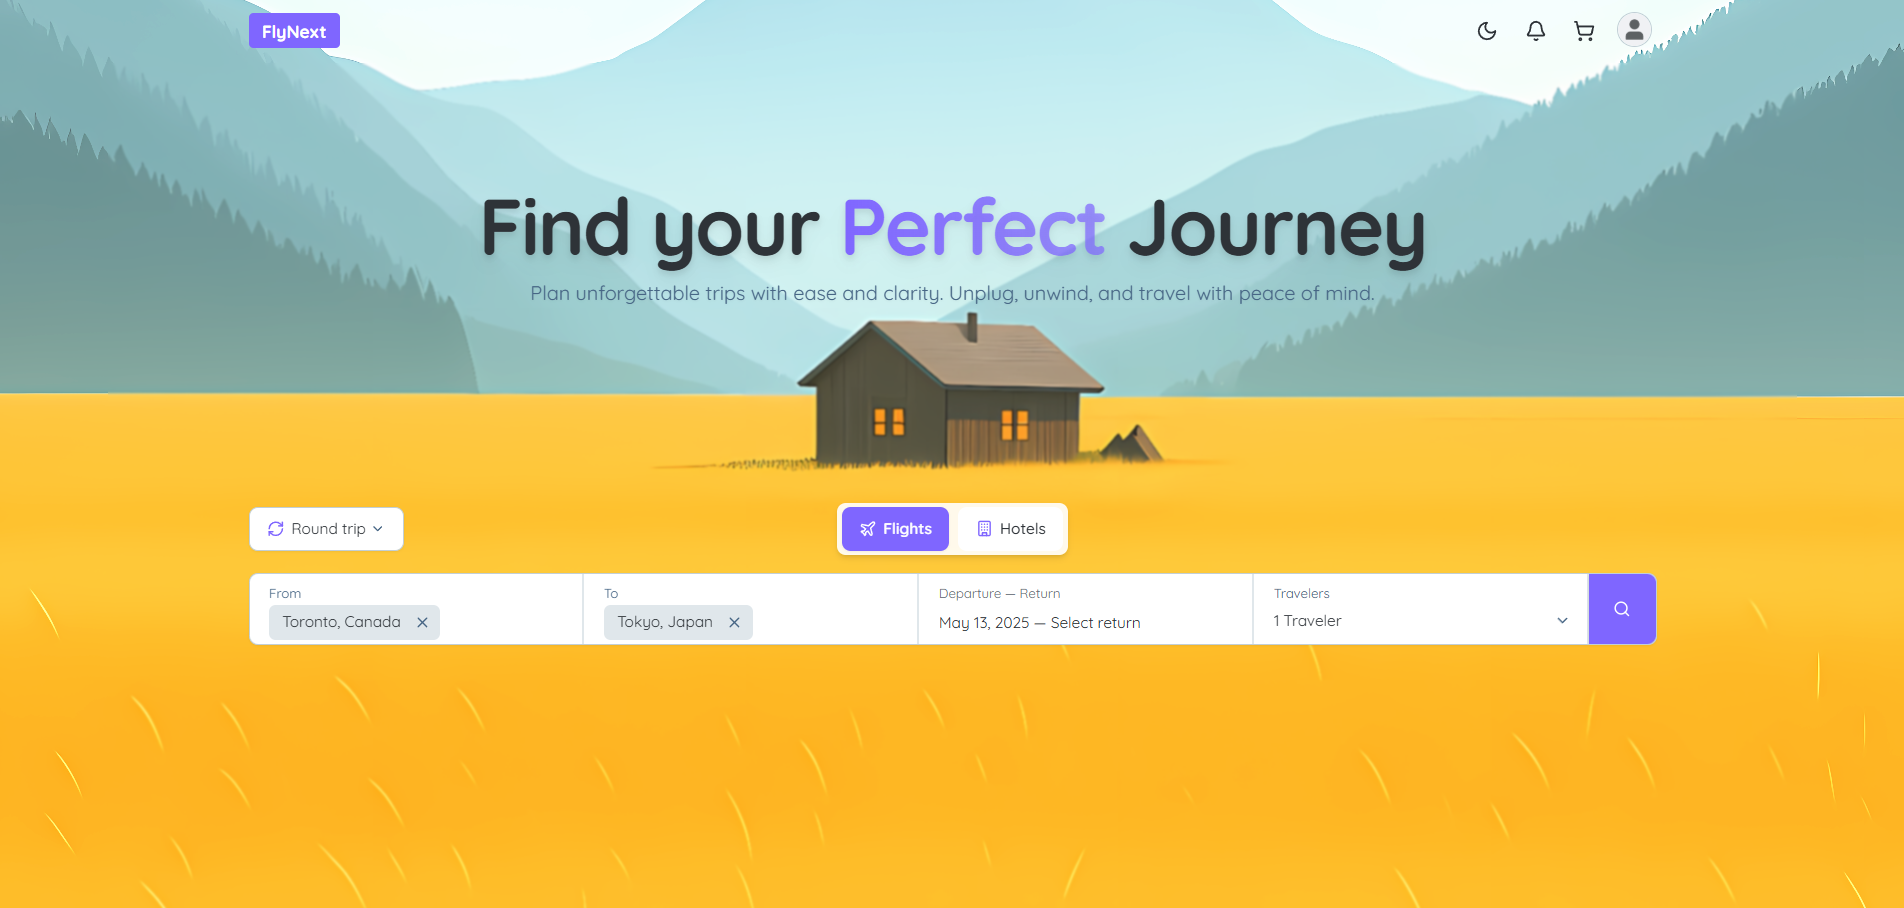 FlyNext
Find your Perfect Journey
Plan unforgettable trips with ease and clarity. Unplug, unwind, and travel with peace of mind.
Round trip
Flights
Hotels
From
Toronto, Canada
To
Tokyo, Japan
Departure — Return
May 13, 2025 — Select return
Travelers
1 Traveler